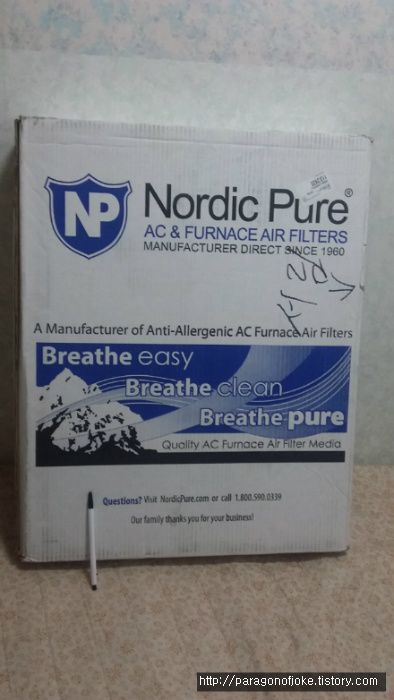 NP
Nordic Pure®
AC & FURNACE AIR FILTERS
MANUFACTURER DIRECT SINCE 1960
A Manufacturer of Anti-Allergenic AC Furnace Air Filters
Breathe easy
Breathe clean
Breathe pure
Quality AC Furnace Air Filter Media
Questions? Visit NordicPure.com or call 1.800.590.0339
Our family thanks you for your business!
http://paragonofjoke.tistory.com